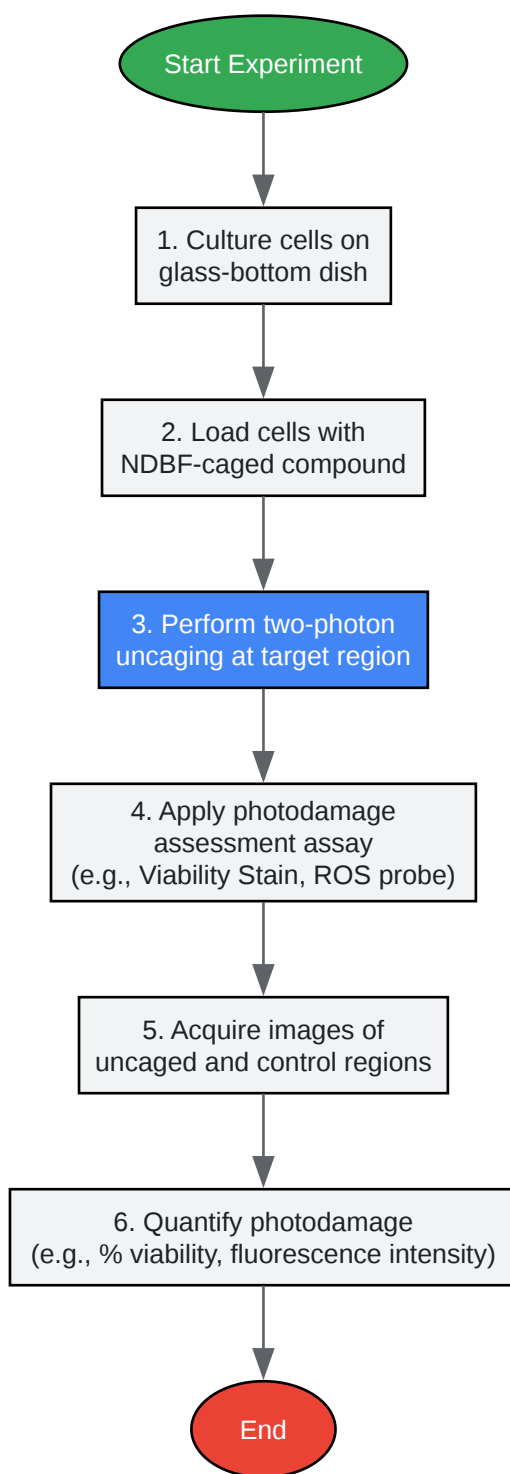 Start Experiment
1. Culture cells on
glass-bottom dish
2. Load cells with
NDBF-caged compound
3. Perform two-photon
uncaging at target region
4. Apply photodamage
assessment assay
(e.g., Viability Stain, ROS probe)
5. Acquire images of
uncaged and control regions
6. Quantify photodamage
(e.g., % viability, fluorescence intensity)
End